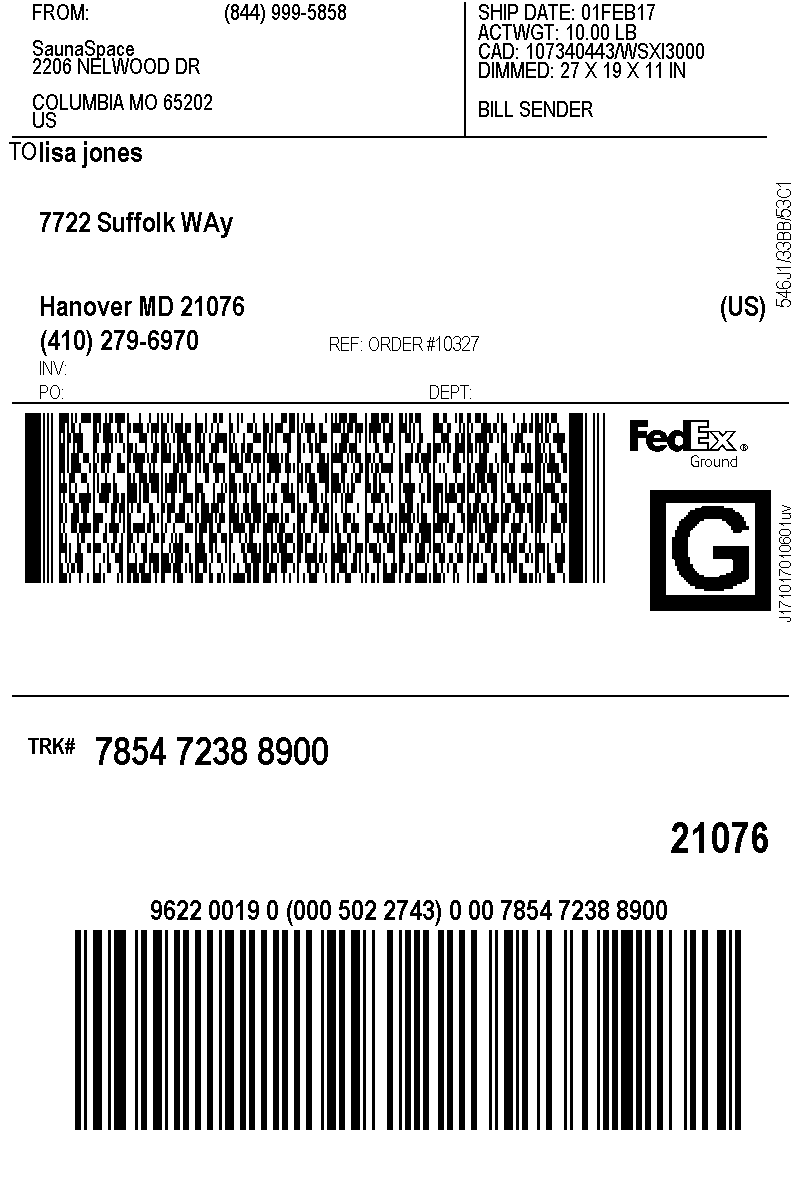 FROM: (844) 999-5858
SaunaSpace
2206 NELWOOD DR
COLUMBIA MO 65202
US
SHIP DATE: 01FEB17
ACTWGT: 10.00 LB
CAD: 107340443/WSXI3000
DIMMED: 27 X 19 X 11 IN
BILL SENDER
TO lisa jones
7722 Suffolk WAy
Hanover MD 21076 (US)
(410) 279-6970 REF: ORDER #10327
INV:
PO: DEPT:
546J1/33BB/53C1
FedEx®
Ground
G
J171017010601uv
TRK# 7854 7238 8900
21076
9622 0019 0 (000 502 2743) 0 00 7854 7238 8900